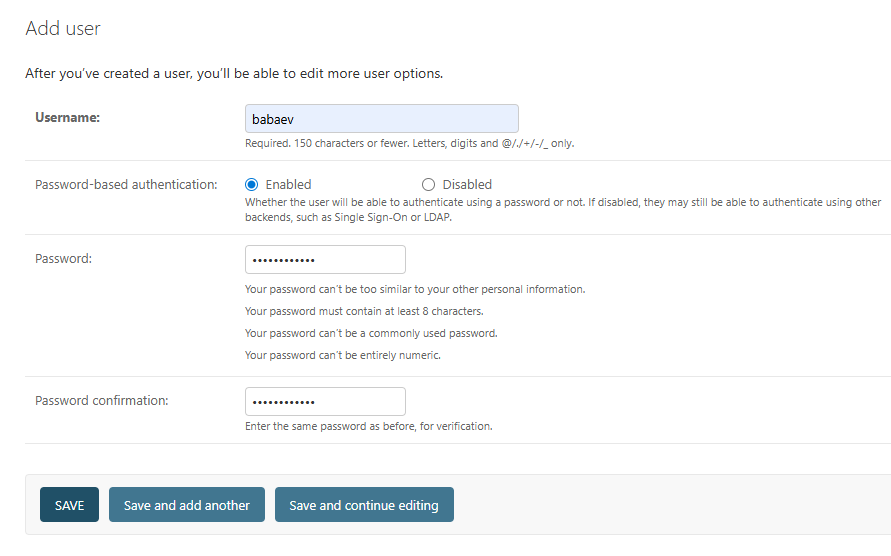 Add user
After you've created a user, you'll be able to edit more user options.
Username:
babaev
Required. 150 characters or fewer. Letters, digits and @/./+/-/_ only.
Password-based authentication:
Enabled
Disabled
Whether the user will be able to authenticate using a password or not. If disabled, they may still be able to authenticate using other
backends, such as Single Sign-On or LDAP.
Password:
••••••••••••
Your password can't be too similar to your other personal information.
Your password must contain at least 8 characters.
Your password can't be a commonly used password.
Your password can't be entirely numeric.
Password confirmation:
••••••••••••
Enter the same password as before, for verification.
SAVE
Save and add another
Save and continue editing